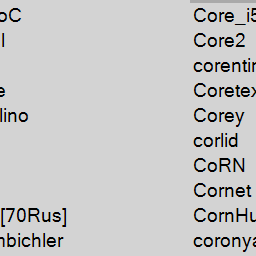 oC Core_i5
l Core2
corentin
e Coretex
lino Corey
corlid
CoRN
Cornet
[70Rus] CornHu
nbichler coronya